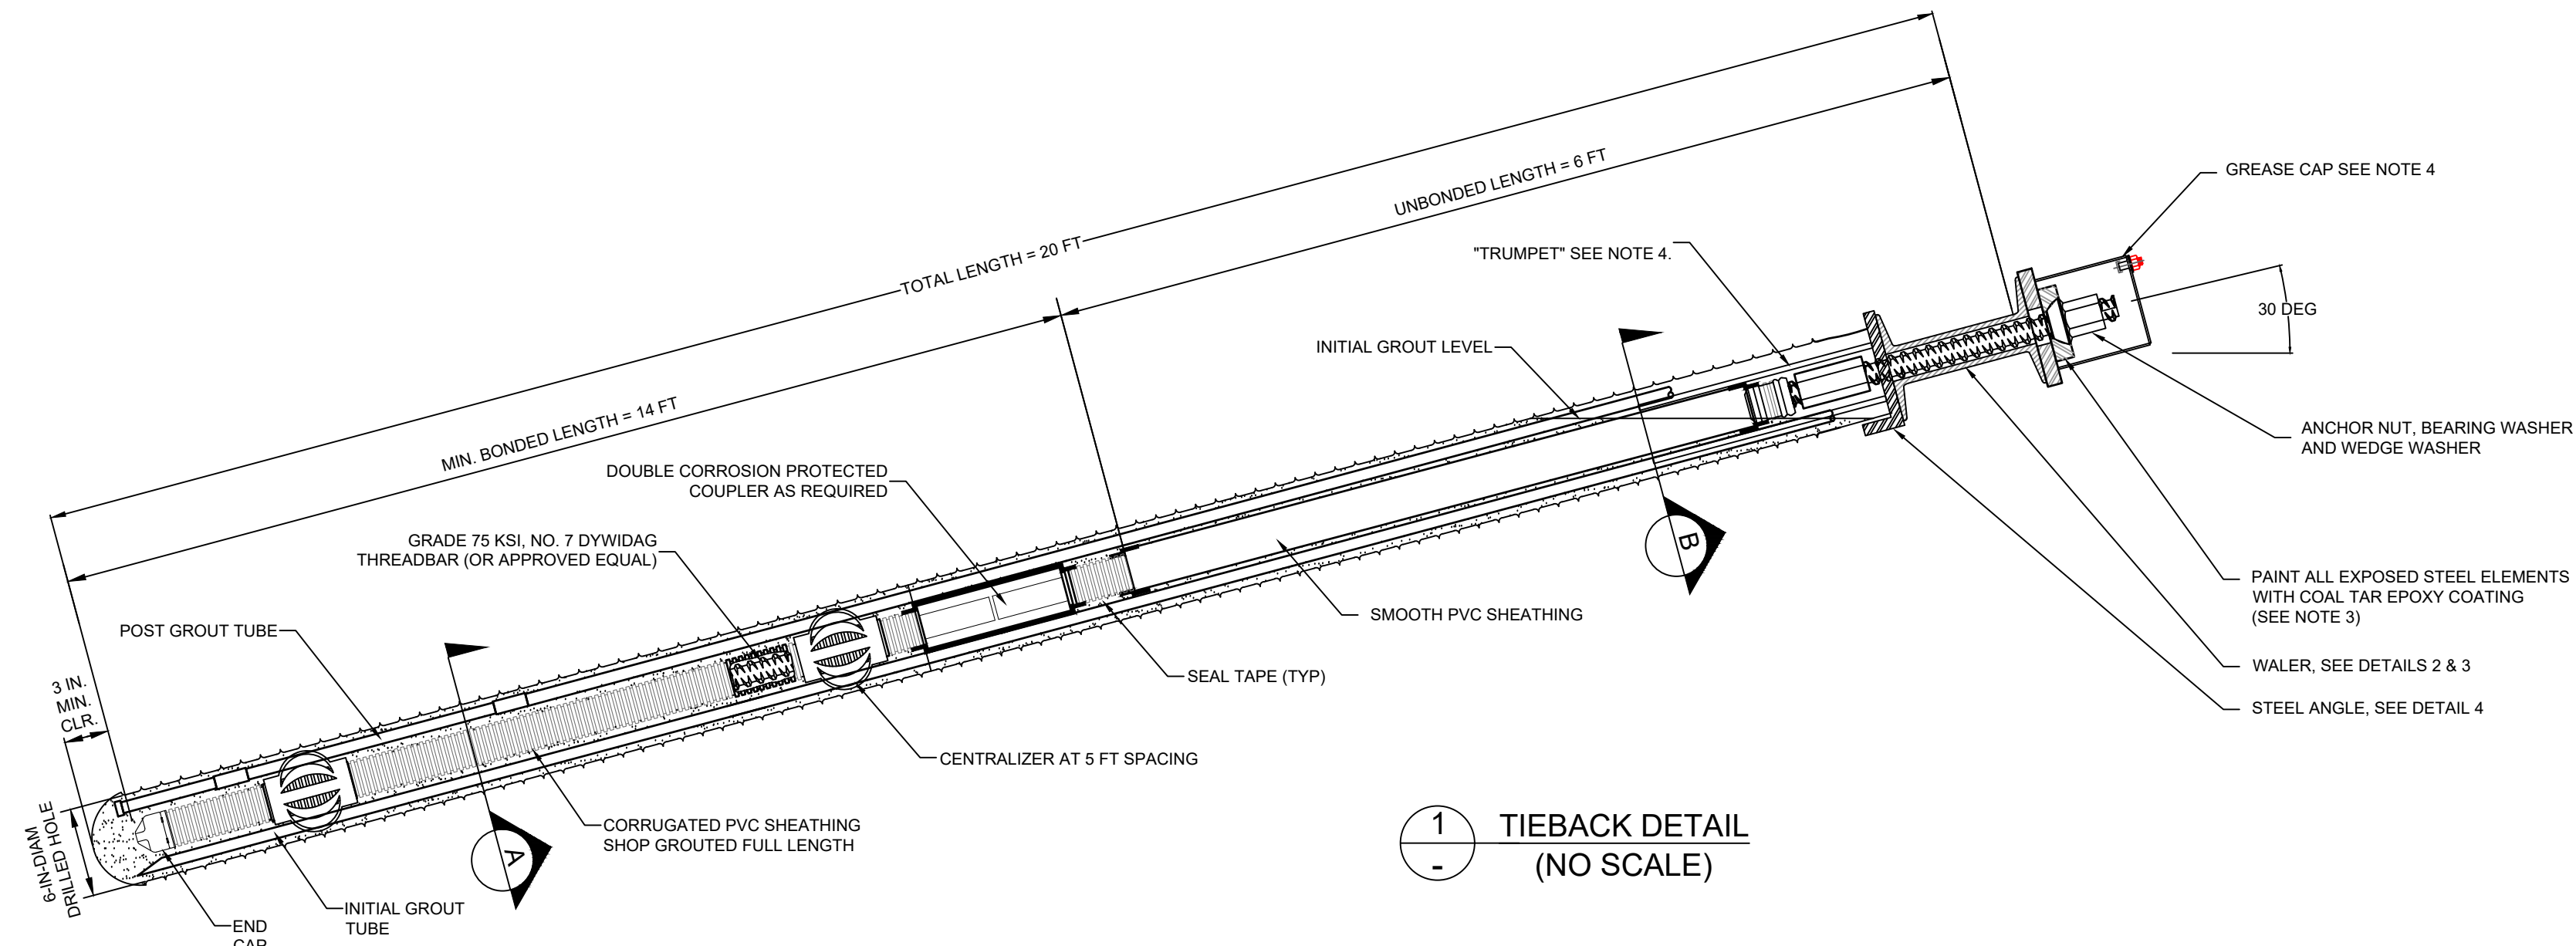 TOTAL LENGTH = 20 FT
UNBONDED LENGTH = 6 FT
MIN. BONDED LENGTH = 14 FT
GREASE CAP SEE NOTE 4
"TRUMPET" SEE NOTE 4.
30 DEG
INITIAL GROUT LEVEL
ANCHOR NUT, BEARING WASHER
AND WEDGE WASHER
DOUBLE CORROSION PROTECTED
COUPLER AS REQUIRED
GRADE 75 KSI, NO. 7 DYWIDAG
THREADBAR (OR APPROVED EQUAL)
B
PAINT ALL EXPOSED STEEL ELEMENTS
WITH COAL TAR EPOXY COATING
(SEE NOTE 3)
SMOOTH PVC SHEATHING
POST GROUT TUBE
WALER, SEE DETAILS 2 & 3
SEAL TAPE (TYP)
STEEL ANGLE, SEE DETAIL 4
3 IN.
MIN.
CLR.
CENTRALIZER AT 5 FT SPACING
6-IN-DIAM
DRILLED HOLE
CORRUGATED PVC SHEATHING
SHOP GROUTED FULL LENGTH
A
INITIAL GROUT
TUBE
END
CAP
1
-
TIEBACK DETAIL
(NO SCALE)